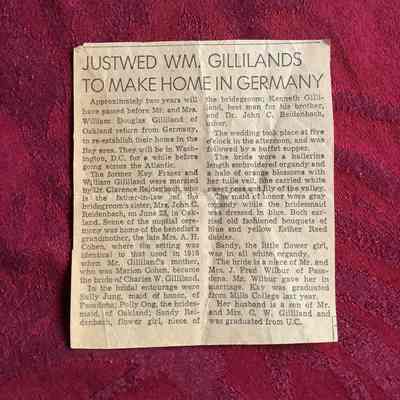 JUSTWED WM. GILLILANDS
TO MAKE HOME IN GERMANY
Approximately two years will
have passed before Mr. and Mrs.
William Douglas Gilliland of
Oakland return from Germany,
to re-establish their home in the
Bay area. They will be in Wash-
ington, D.C. for a while before
going across the Atlantic.
The former Kay Fraser and
William Gilliland were married
by Dr. Clarence Reidenbach, who
is the father-in-law of the
bridegroom's sister, Mrs. John C.
Reidenbach, on June 23, in Oak-
land. Scene of the nuptial cere-
mony was home of the benedict's
grandmother, the late Mrs. A. H.
Cohen, where the setting was
identical to that used in 1915
when Mr. Gilliland's mother,
who was Marion Cohen, became
the bride of Charles W. Gilliland.
In the bridal entourage were
Sally Jung, maid of honor, of
Pasadena; Polly Ong, the brides-
maid, of Oakland; Sandy Rei-
denbach, flower girl, niece of
the bridegroom; Kenneth Gilli-
land, best man for his brother,
and Dr. John C. Reidenbach,
usher.
The wedding took place at five
o'clock in the afternoon, and was
followed by a buffet supper.
The bride wore a ballerina
length embroidered organdy and
a halo of orange blossoms with
her tulle veil. She carried white
sweet peas and lily of the valley.
The maid of honor wore gray
organdy while the bridesmaid
was dressed in blue. Both car-
ried old fashioned bouquets of
blue and yellow Esther Reed
daisies.
Sandy, the little flower girl,
was in all white organdy.
The bride is a niece of Mr. and
Mrs. J. Fred Wilbur of Pasa-
dena. Mr. Wilbur gave her in
marriage. Kay was graduated
from Mills College last year.
Her husband is a son of Mr.
and Mrs. C. W. Gilliland and
was graduated from U.C.